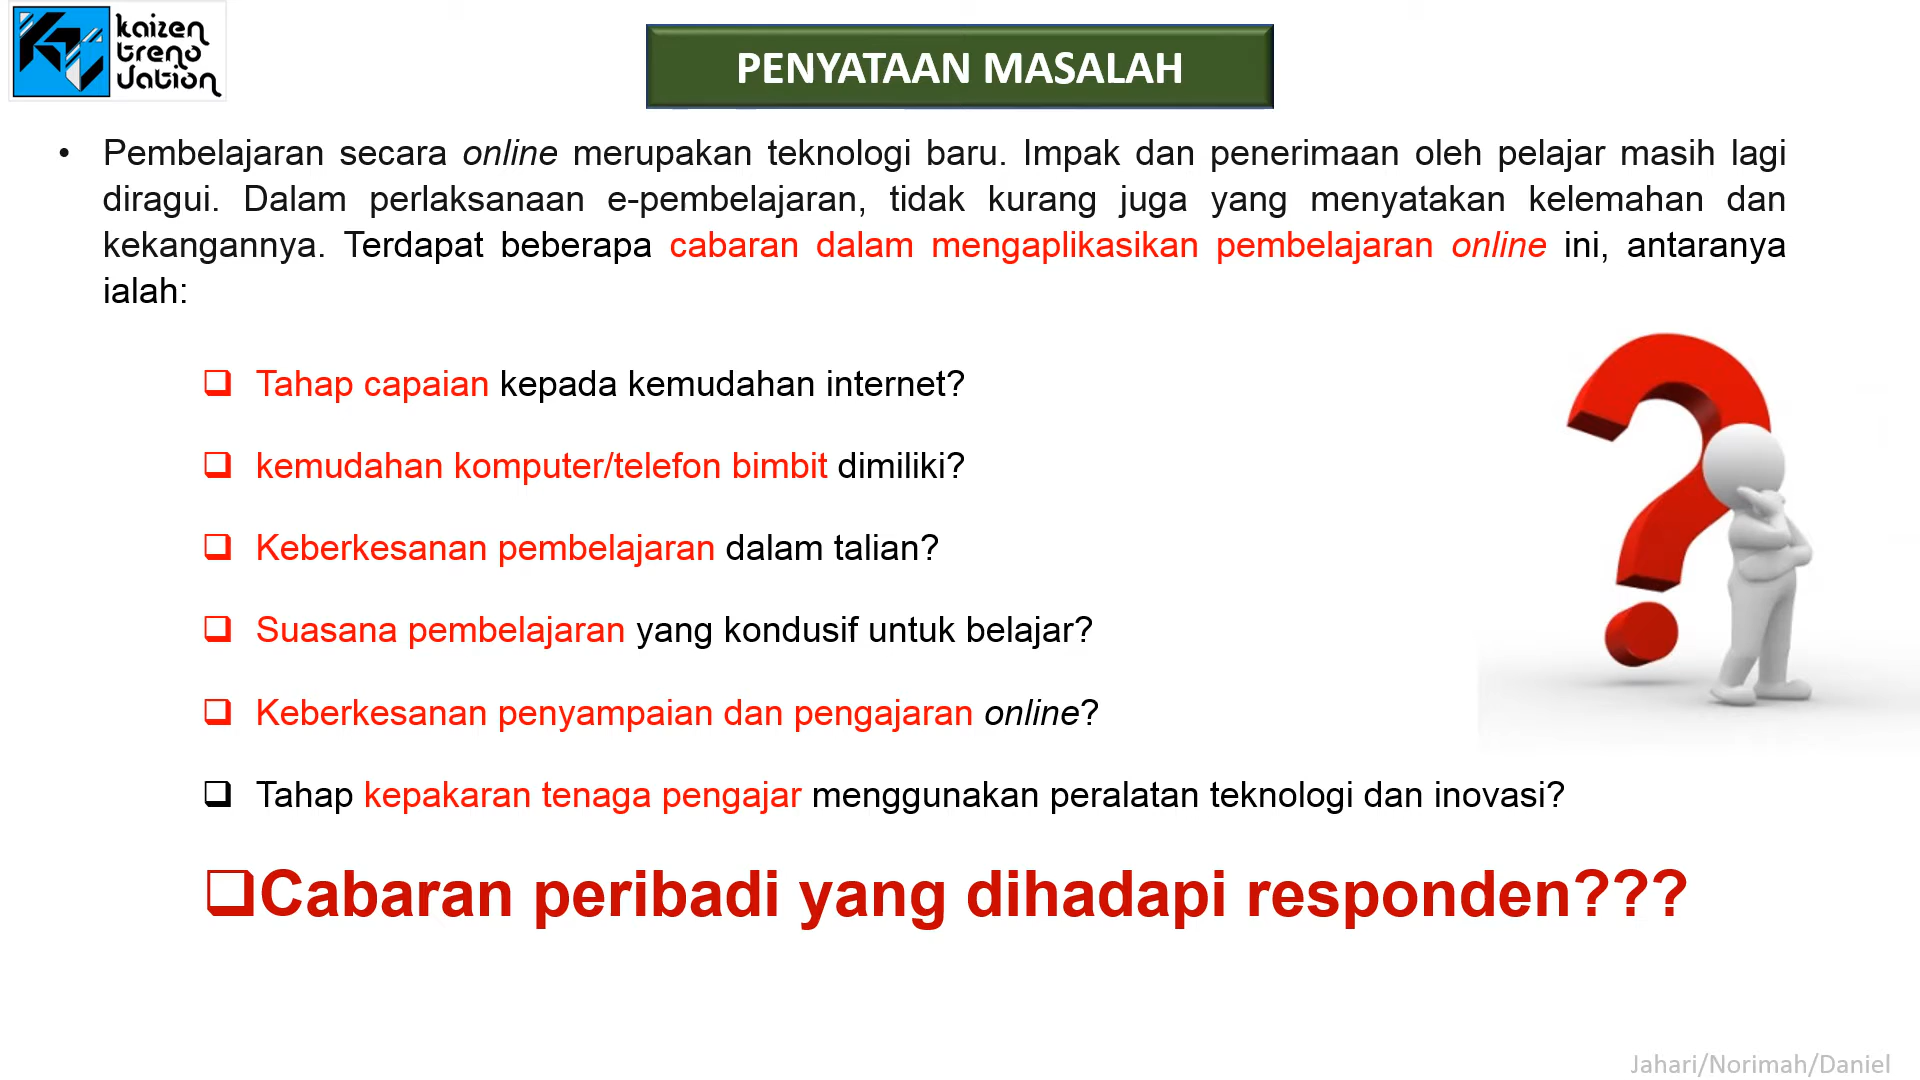 kaizen
trend
Vation
PENYATAAN MASALAH
• Pembelajaran secara online merupakan teknologi baru. Impak dan penerimaan oleh pelajar masih lagi
diragui. Dalam perlaksanaan e-pembelajaran, tidak kurang juga yang menyatakan kelemahan dan
kekangannya. Terdapat beberapa cabaran dalam mengaplikasikan pembelajaran online ini, antaranya
ialah:
❑ Tahap capaian kepada kemudahan internet?
❑ kemudahan komputer/telefon bimbit dimiliki?
❑ Keberkesanan pembelajaran dalam talian?
❑ Suasana pembelajaran yang kondusif untuk belajar?
❑ Keberkesanan penyampaian dan pengajaran online?
❑ Tahap kepakaran tenaga pengajar menggunakan peralatan teknologi dan inovasi?
❑Cabaran peribadi yang dihadapi responden???
Jahari/Norimah/Daniel